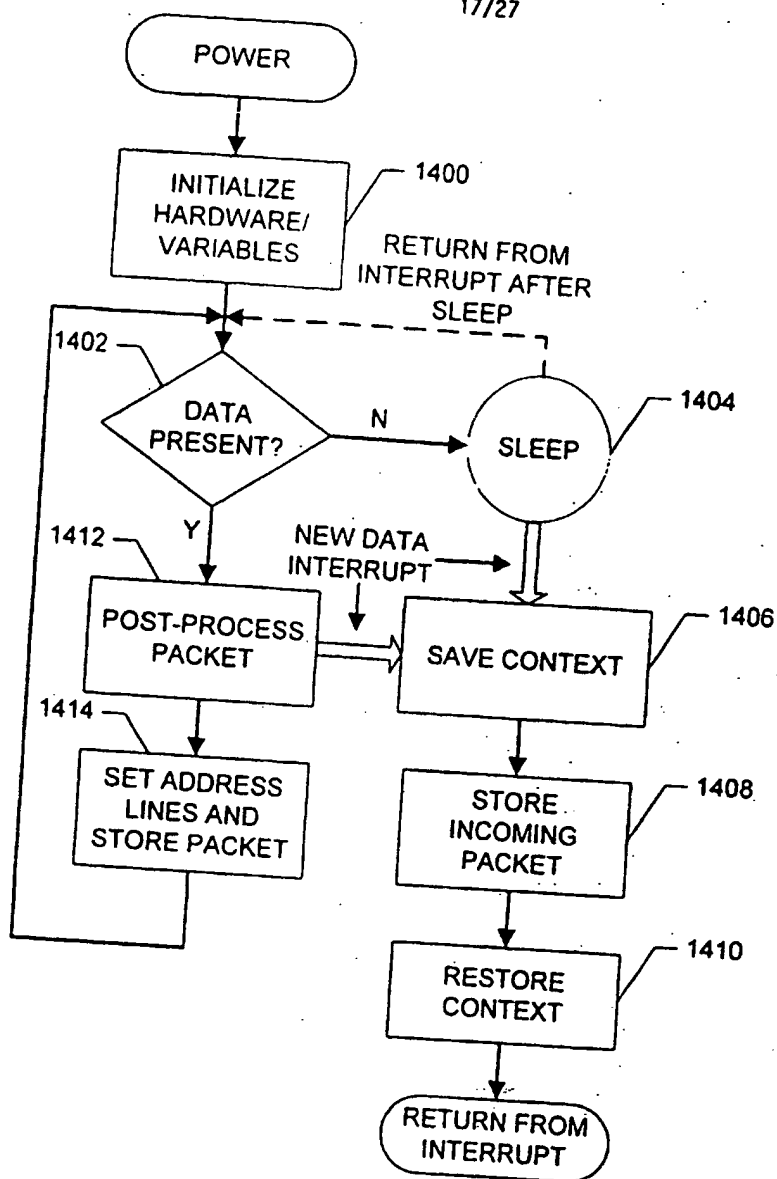 17/27
POWER
INITIALIZE
HARDWARE/
VARIABLES
1400
RETURN FROM
INTERRUPT AFTER
SLEEP
1402
DATA
PRESENT?
N
SLEEP
1404
Y
NEW DATA
INTERRUPT
1412
POST-PROCESS
PACKET
SAVE CONTEXT
1406
1414
SET ADDRESS
LINES AND
STORE PACKET
STORE
INCOMING
PACKET
1408
RESTORE
CONTEXT
1410
RETURN FROM
INTERRUPT